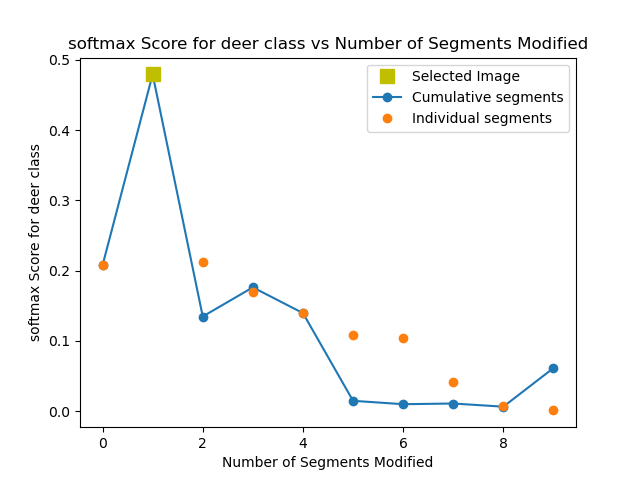 softmax Score for deer class vs Number of Segments Modified
Selected Image
Cumulative segments
Individual segments
softmax Score for deer class
0.5
0.4
0.3
0.2
0.1
0.0
0 2 4 6 8
Number of Segments Modified